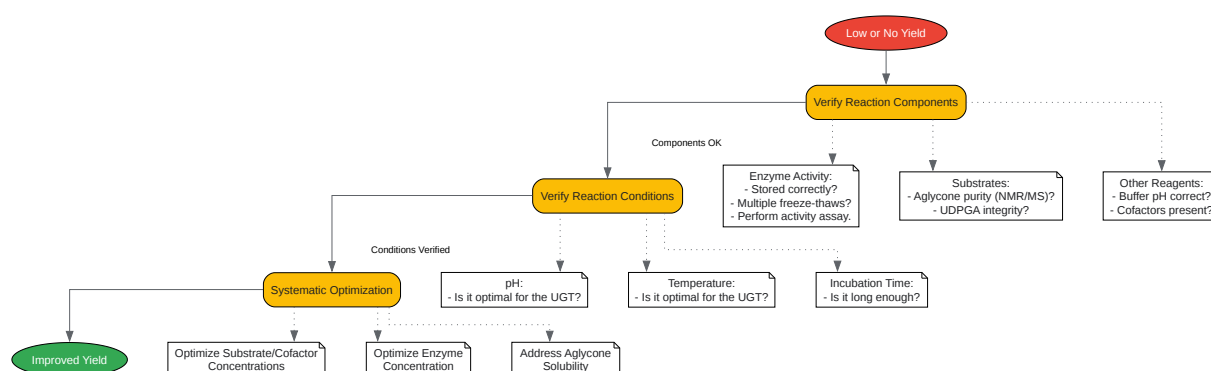 Low or No Yield
Verify Reaction Components
Components OK
Enzyme Activity:
- Stored correctly?
- Multiple freeze-thaws?
- Perform activity assay.
Substrates:
- Aglycone purity (NMR/MS)?
- UDPGA integrity?
Other Reagents:
- Buffer pH correct?
- Cofactors present?
Verify Reaction Conditions
Conditions Verified
pH:
- Is it optimal for the UGT?
Temperature:
- Is it optimal for the UGT?
Incubation Time:
- Is it long enough?
Systematic Optimization
Improved Yield
Optimize Substrate/Cofactor
Concentrations
Optimize Enzyme
Concentration
Address Aglycone
Solubility